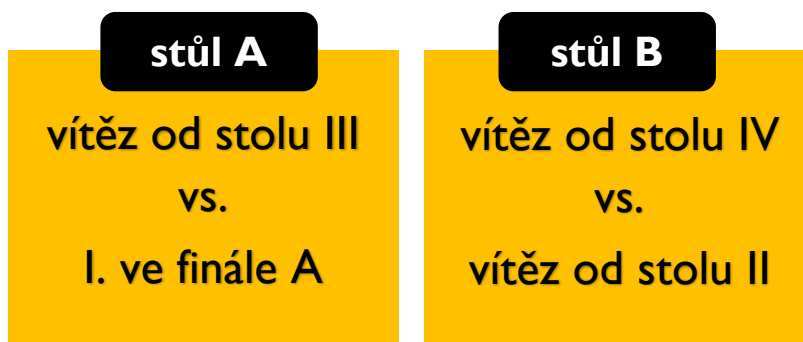 stůl A
vítěz od stolu III
vs.
I. ve finále A
stůl B
vítěz od stolu IV
vs.
vítěz od stolu II